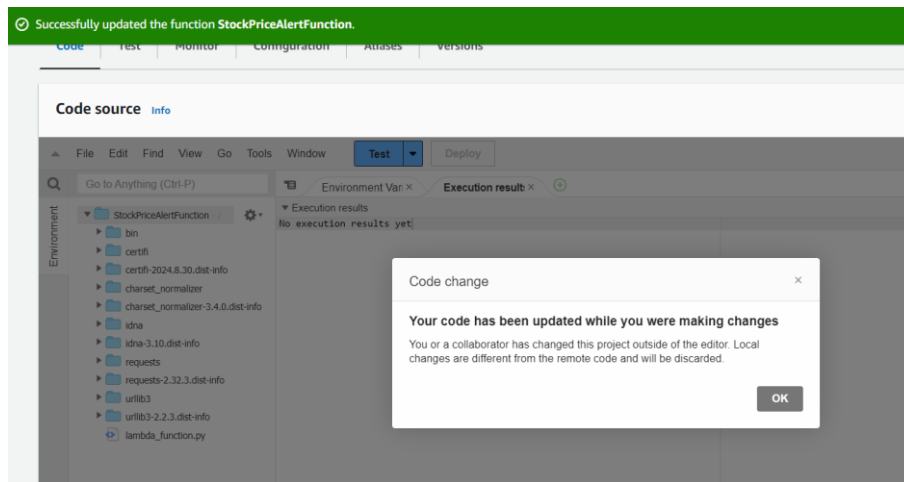 Successfully updated the function StockPriceAlertFunction.
Code Test Monitor Configuration Aliases Versions
Code source Info
File Edit Find View Go Tools Window Test Deploy
Go to Anything (Ctrl-P)
Environment Var × Execution results ×
Environment
StockPriceAlertFunction /
bin
certifi
certifi-2024.8.30.dist-info
charset_normalizer
charset_normalizer-3.4.0.dist-info
idna
idna-3.10.dist-info
requests
requests-2.32.3.dist-info
urllib3
urllib3-2.2.3.dist-info
lambda_function.py
Execution results
No execution results yet
Code change ×
Your code has been updated while you were making changes
You or a collaborator has changed this project outside of the editor. Local
changes are different from the remote code and will be discarded.
OK